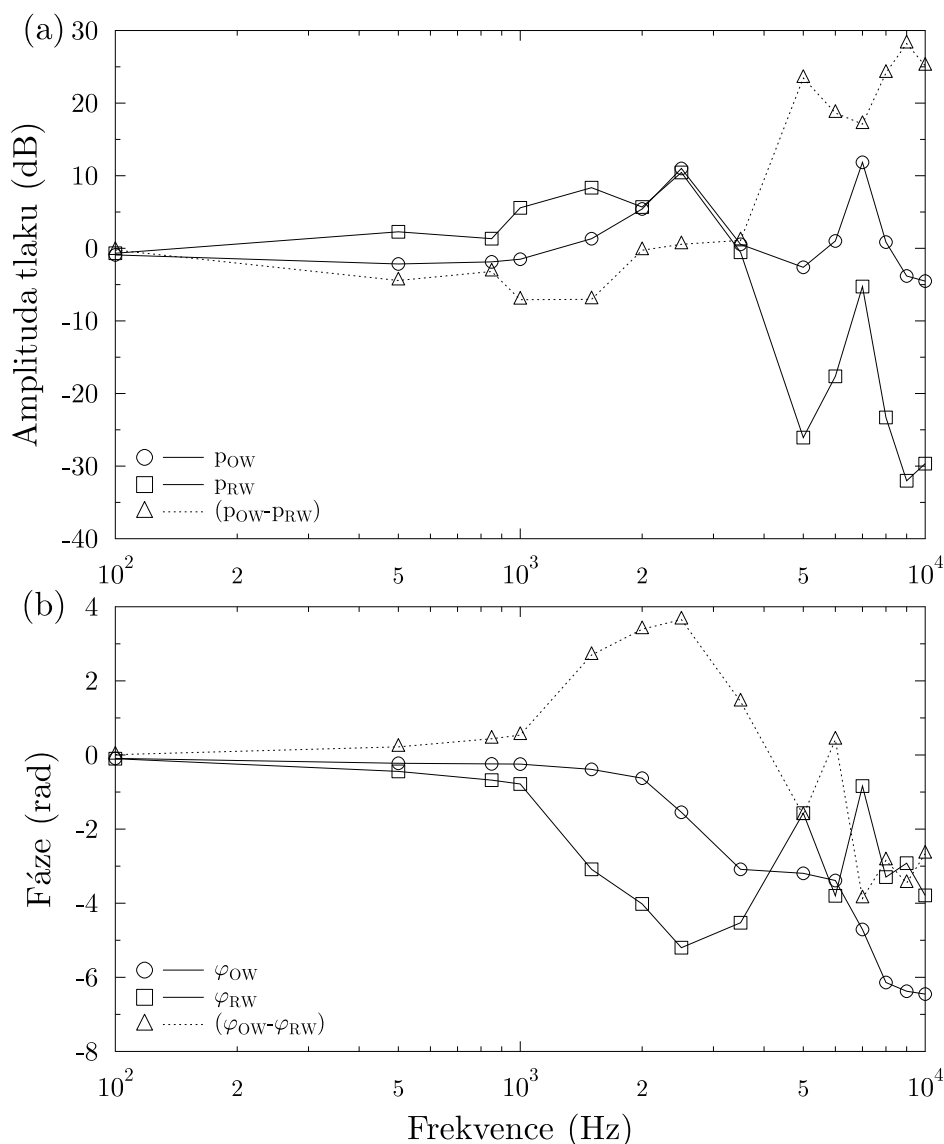 (a)
Amplituda tlaku (dB)
30
20
10
0
-10
-20
-30
-40
p_OW
p_RW
(p_OW-p_RW)
10^2 2 5 10^3 2 5 10^4
(b)
Fáze (rad)
4
2
0
-2
-4
-6
-8
φ_OW
φ_RW
(φ_OW-φ_RW)
10^2 2 5 10^3 2 5 10^4
Frekvence (Hz)